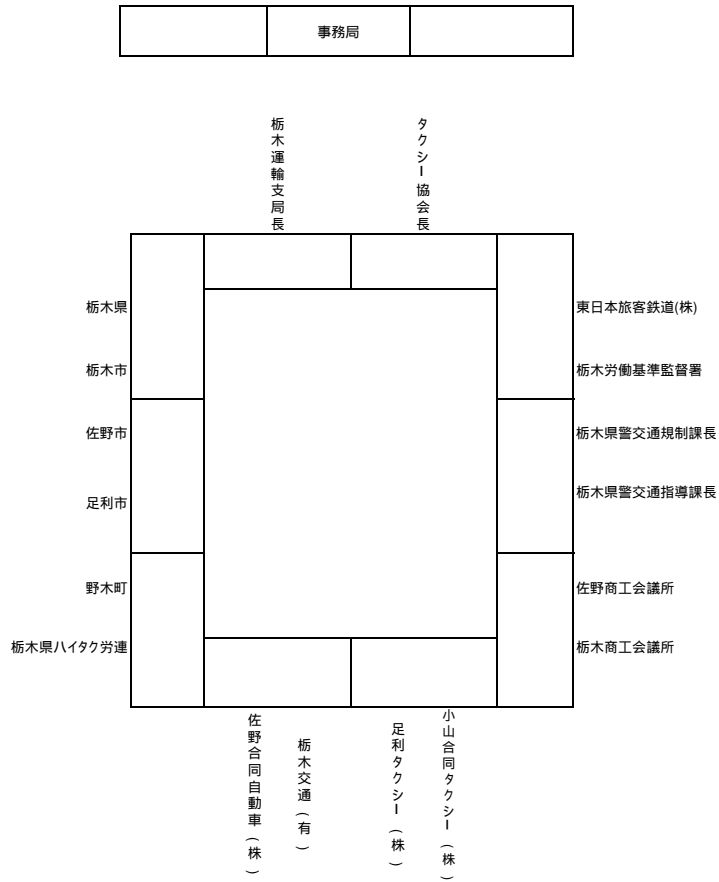 事務局
栃木運輸支局長
タクシー協会長
栃木県
栃木市
佐野市
足利市
野木町
栃木県ハイタク労連
東日本旅客鉄道(株)
栃木労働基準監督署
栃木県警交通規制課長
栃木県警交通指導課長
佐野商工会議所
栃木商工会議所
佐野合同自動車(株)
栃木交通(有)
足利タクシー(株)
小山合同タクシー(株)